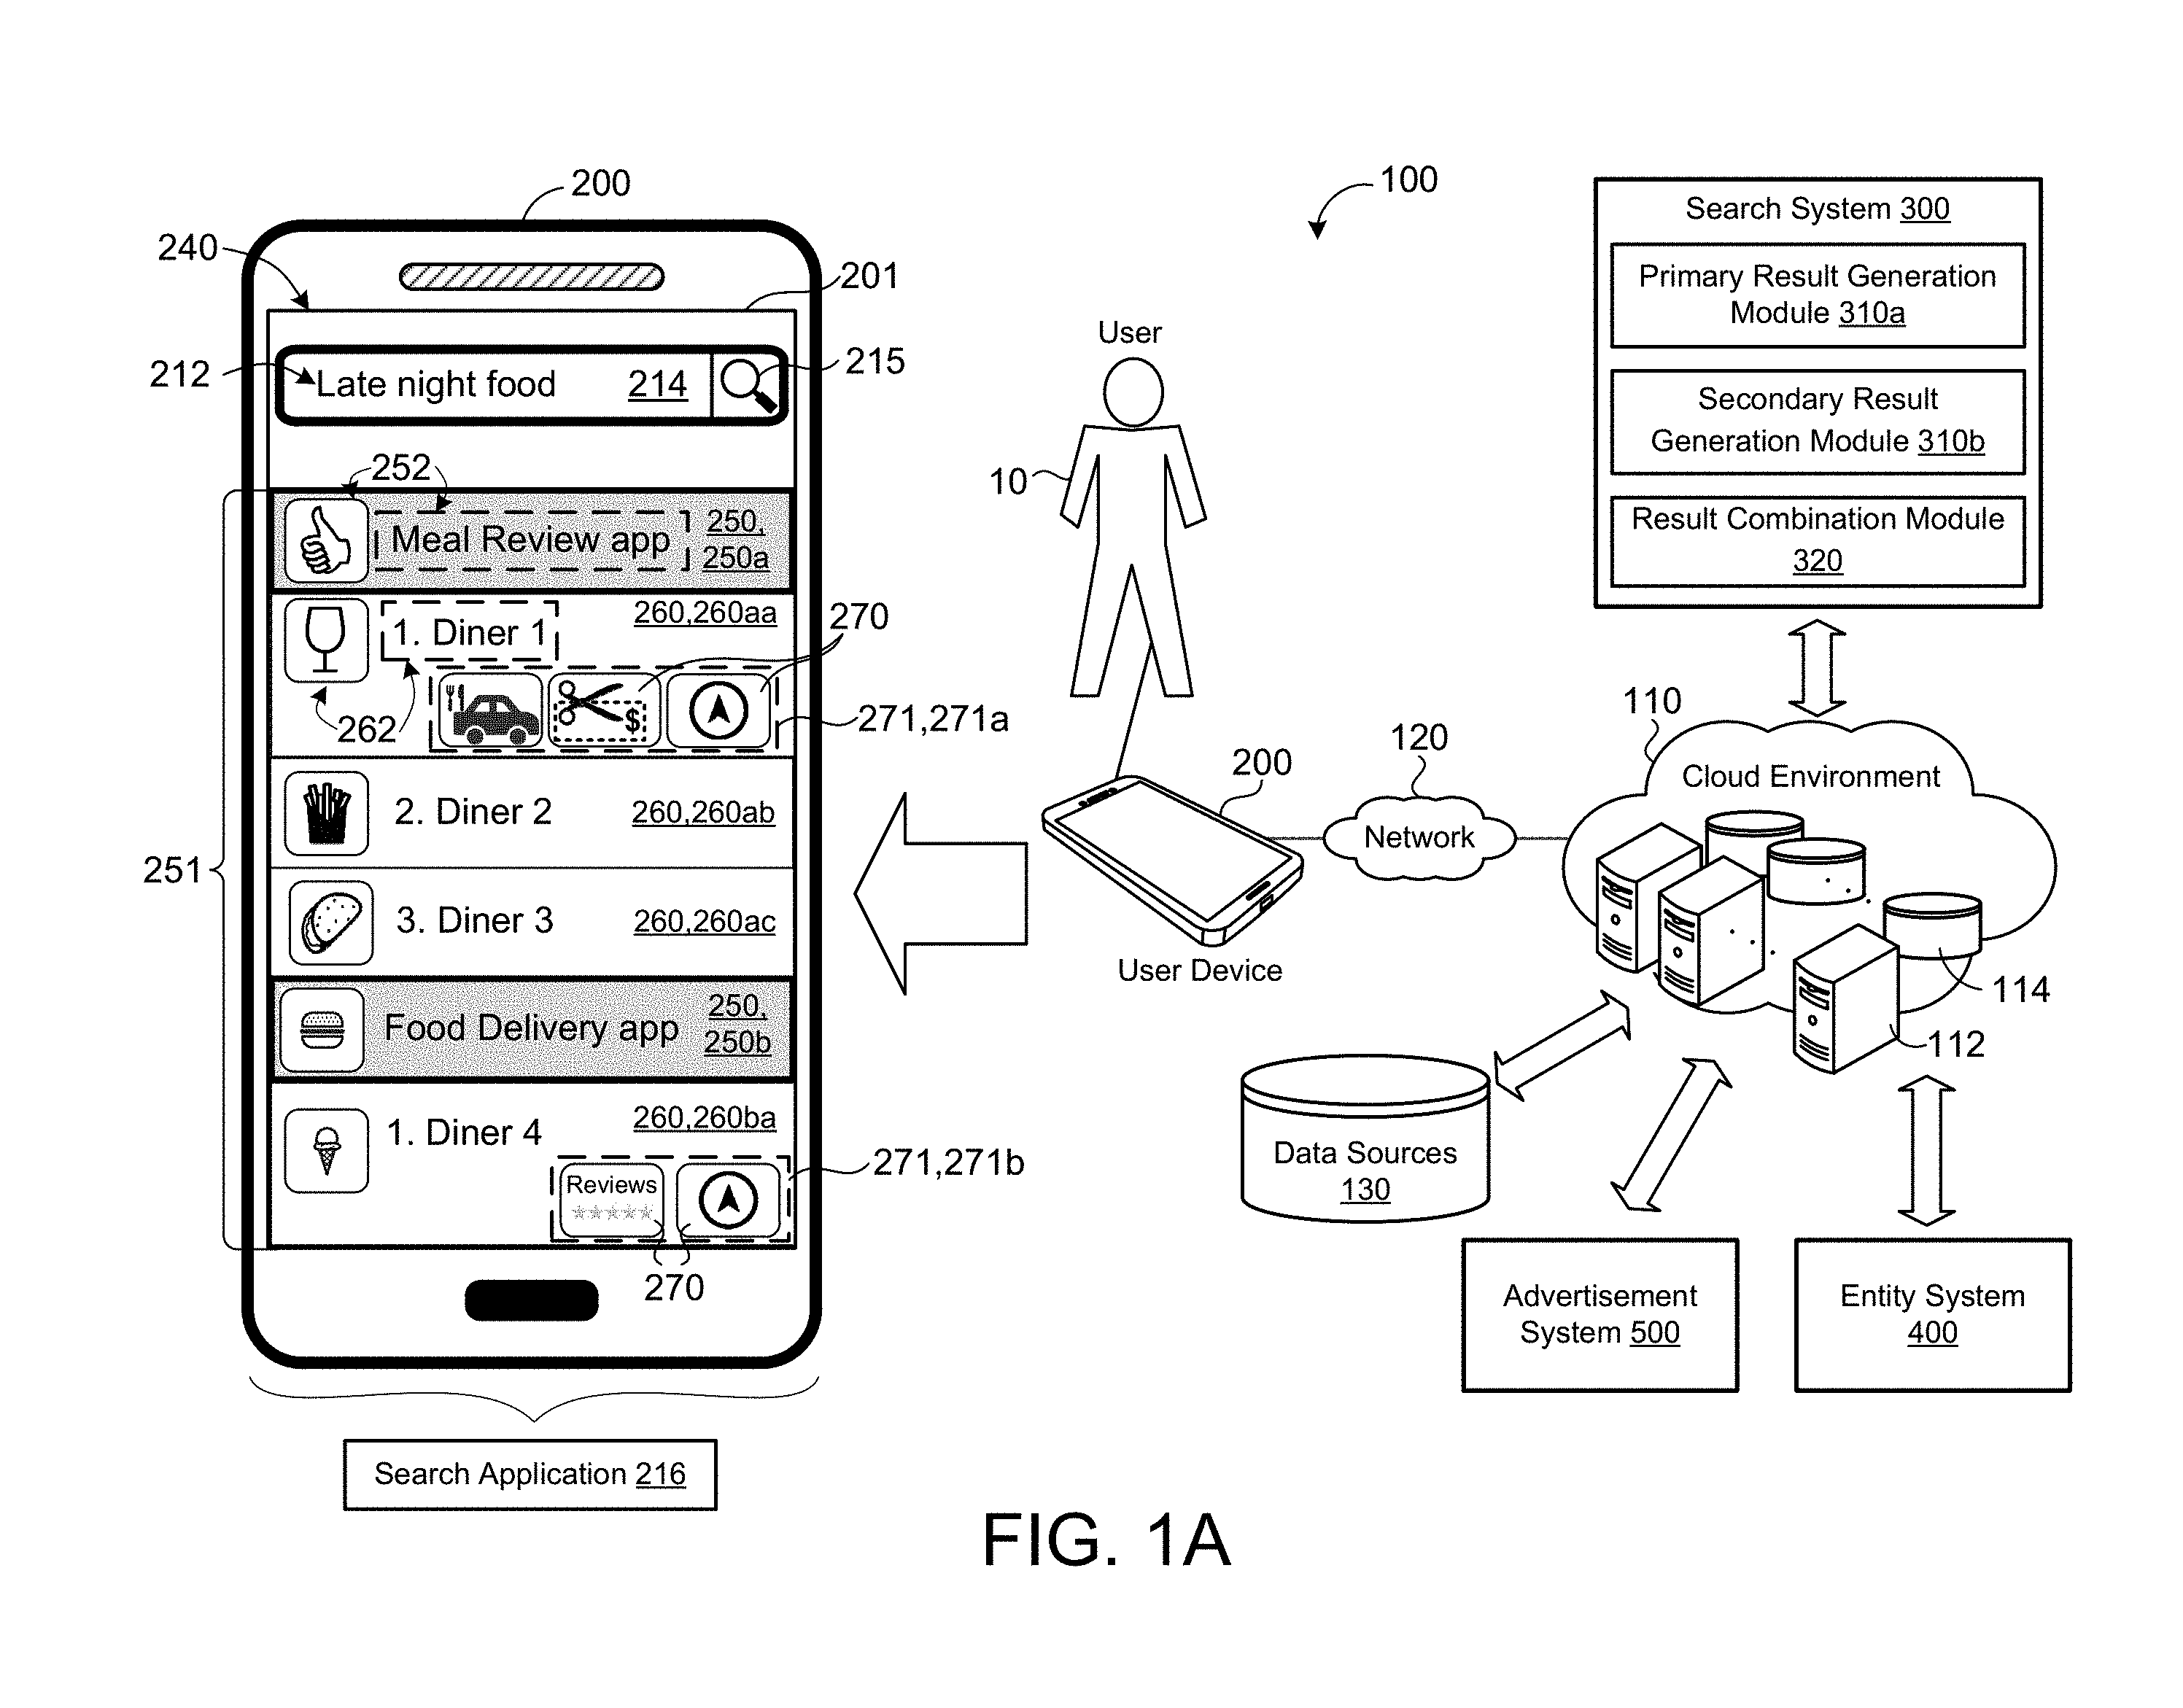 200
240
201
212
Late night food 214
215
252
Meal Review app 250,
250a
1. Diner 1
260,260aa
270
$
262
271,271a
2. Diner 2 260,260ab
251
3. Diner 3 260,260ac
Food Delivery app 250,
250b
1. Diner 4
260,260ba
271,271b
Reviews
270
Search Application 216
100
User
10
200
User Device
120
Network
Search System 300
Primary Result Generation
Module 310a
Secondary Result
Generation Module 310b
Result Combination Module
320
110
Cloud Environment
114
112
Data Sources
130
Advertisement
System 500
Entity System
400
FIG. 1A